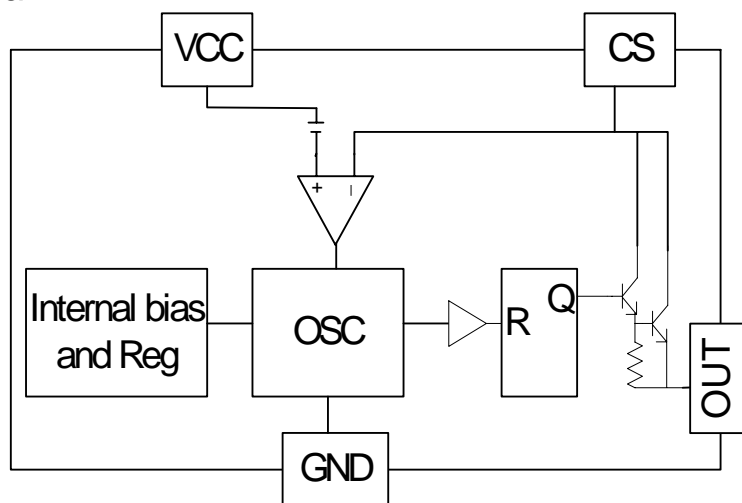 VCC
CS
+
−
Internal bias
and Reg
OSC
R
Q
OUT
GND